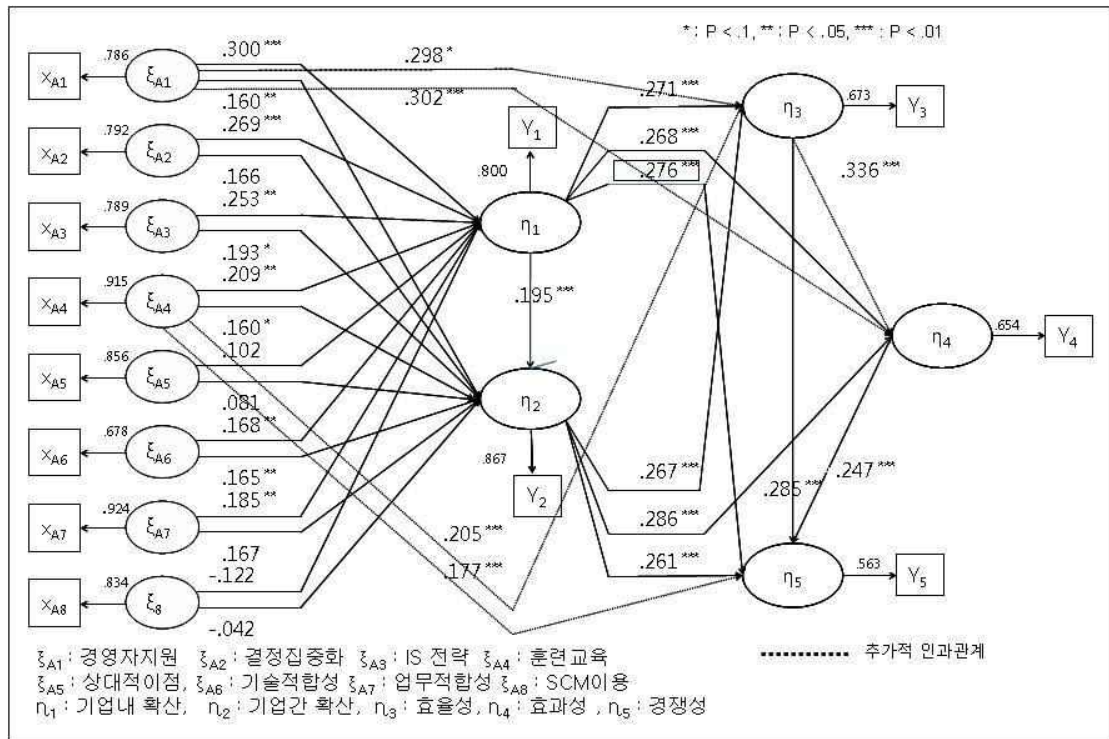 *: P < .1, **: P < .05, ***: P < .01
.786
X_A1
ξ_A1
.300***
.298*
.302***
.160**
.792
X_A2
ξ_A2
.269***
.166
.789
X_A3
ξ_A3
.253**
.193*
.915
X_A4
ξ_A4
.209**
.160*
.856
X_A5
ξ_A5
.102
.081
.678
X_A6
ξ_A6
.168**
.165**
.924
X_A7
ξ_A7
.185**
.167
.834
X_A8
ξ_8
-.122
-.042
Y_1
.800
η_1
.195***
η_2
.867
Y_2
.205***
.177***
.271***
.268***
.276***
.267***
.286***
.261***
η_3
.673
Y_3
.336***
η_4
.654
Y_4
.285***
.247***
η_5
.563
Y_5
ξ_A1: 경영자지원 ξ_A2: 결정집중화 ξ_A3: IS 전략 ξ_A4: 훈련교육
ξ_A5: 상대적이점, ξ_A6: 기술적합성 ξ_A7: 업무적합성 ξ_A8: SCM이용
η_1: 기업내 확산, η_2: 기업간 확산, η_3: 효율성, η_4: 효과성, η_5: 경쟁성
추가적 인과관계